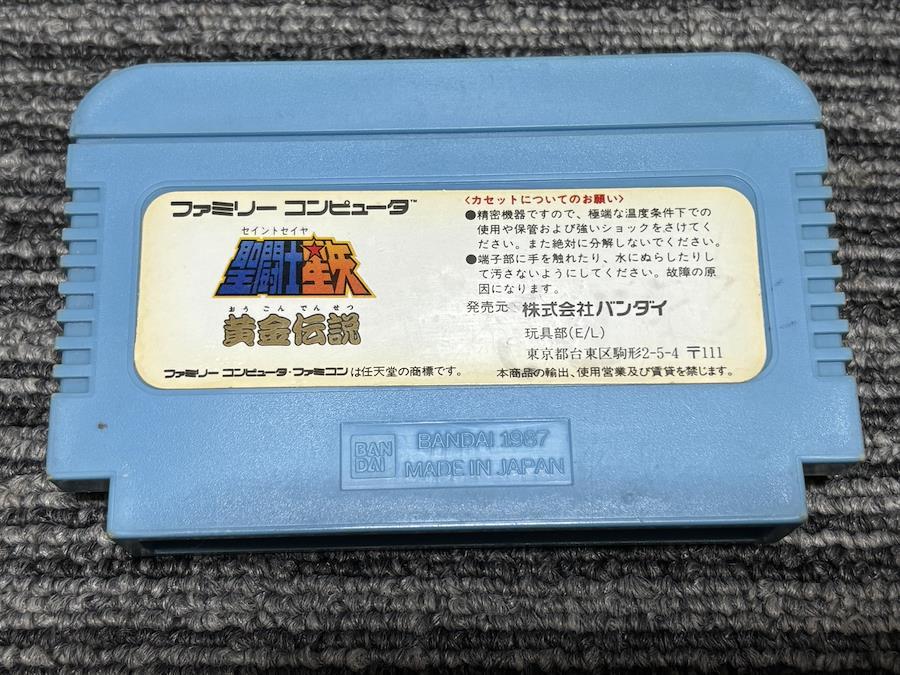 ファミリー コンピュータ™
セイントセイヤ
聖闘士星矢
おうごんでんせつ
黄金伝説
ファミリー コンピュータ・ファミコンは任天堂の商標です。
〈カセットについてのお願い〉
●精密機器ですので、極端な温度条件下での
使用や保管および強いショックをさけてく
ださい。また絶対に分解しないでください。
●端子部に手を触れたり、水にぬらしたりし
て汚さないようにしてください。故障の原
因になります。
発売元 株式会社バンダイ
玩具部(E/L)
東京都台東区駒形2-5-4 〒111
本商品の輸出、使用営業及び賃貸を禁じます。
BAN
DAI
BANDAI 1987
MADE IN JAPAN